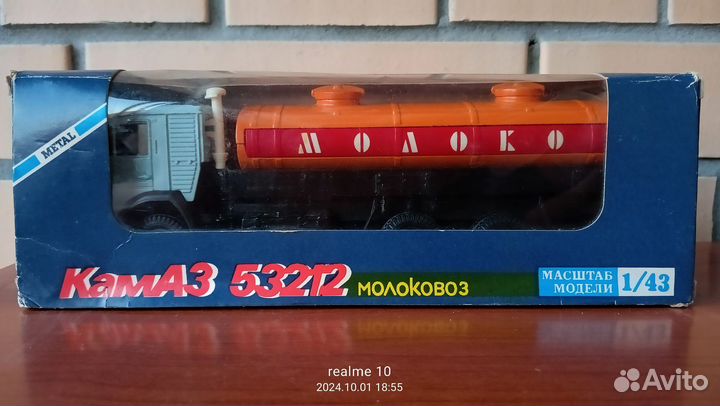 METAL
МОЛОКО
КамАЗ 53212 МОЛОКОВОЗ
МАСШТАБ
МОДЕЛИ 1/43
realme 10
2024.10.01 18:55
Avito